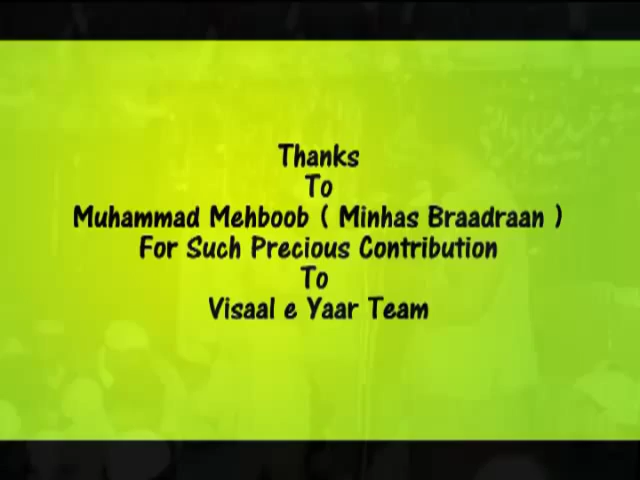 Thanks
To
Muhammad Mehboob ( Minhas Braadraan )
For Such Precious Contribution
To
Visaal e Yaar Team